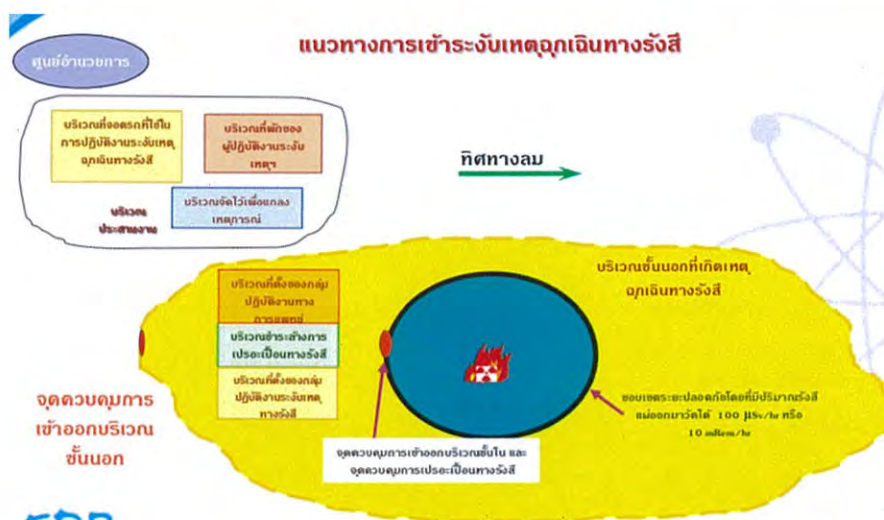 แนวทางการเข้าระงับเหตุฉุกเฉินทางรังสี
ศูนย์อำนวยการ
บริเวณที่จอดรถที่ใช้ใน
การปฏิบัติงานระงับเหตุ
ฉุกเฉินทางรังสี
บริเวณที่พักของ
ผู้ปฏิบัติงานระงับ
เหตุฯ
บริเวณจัดไว้เพื่อแถลง
เหตุการณ์
บริเวณ
ประสานงาน
ทิศทางลม
บริเวณชั้นนอกที่เกิดเหตุ
ฉุกเฉินทางรังสี
บริเวณที่ตั้งของกลุ่ม
ปฏิบัติงานทาง
การแพทย์
บริเวณชำระล้างการ
เปรอะเปื้อนทางรังสี
บริเวณที่ตั้งของกลุ่ม
ปฏิบัติงานระงับเหตุ
ทางรังสี
จุดควบคุมการ
เข้าออกบริเวณ
ชั้นนอก
จุดควบคุมการเข้าออกบริเวณชั้นใน และ
จุดควบคุมการเปรอะเปื้อนทางรังสี
ขอบเขตระยะปลอดภัยโดยที่มีปริมาณรังสี
แผ่ออกมาวัดได้ 100 µSv/hr หรือ
10 mRem/hr